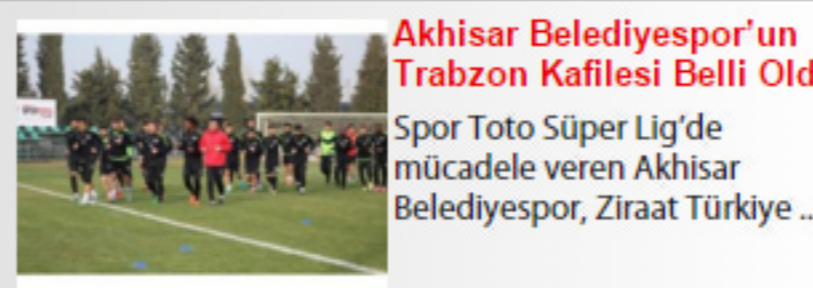 Akhisar Belediyespor'un
Trabzon Kafilesi Belli Old
Spor Toto Süper Lig'de
mücadele veren Akhisar
Belediyespor, Ziraat Türkiye ..